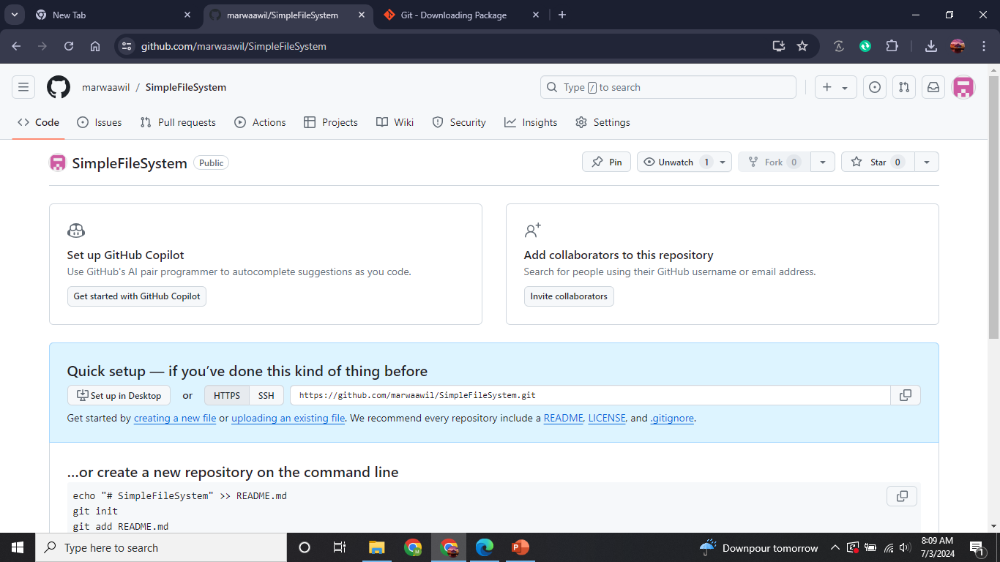 New Tab
marwaawil/SimpleFileSystem
Git - Downloading Package
github.com/marwaawil/SimpleFileSystem
marwaawil / SimpleFileSystem
Type / to search
Code
Issues
Pull requests
Actions
Projects
Wiki
Security
Insights
Settings
SimpleFileSystem Public
Pin
Unwatch 1
Fork 0
Star 0
Set up GitHub Copilot
Use GitHub's AI pair programmer to autocomplete suggestions as you code.
Get started with GitHub Copilot
Add collaborators to this repository
Search for people using their GitHub username or email address.
Invite collaborators
Quick setup — if you’ve done this kind of thing before
Set up in Desktop or HTTPS SSH https://github.com/marwaawil/SimpleFileSystem.git
Get started by creating a new file or uploading an existing file. We recommend every repository include a README, LICENSE, and .gitignore.
…or create a new repository on the command line
echo "# SimpleFileSystem" >> README.md
git init
git add README.md
Type here to search
Downpour tomorrow
8:09 AM
7/3/2024
1